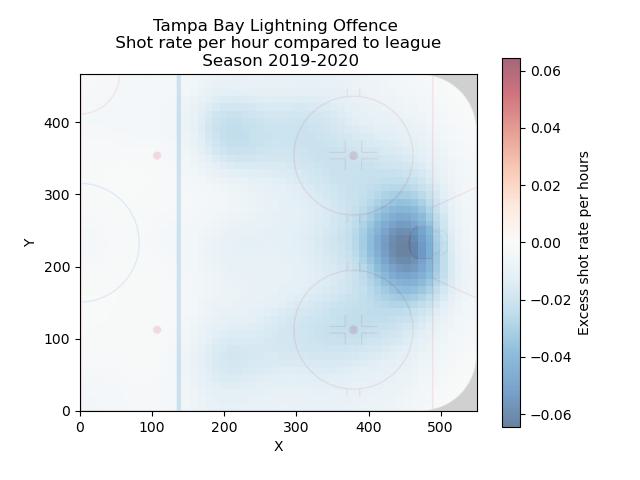 Tampa Bay Lightning Offence
Shot rate per hour compared to league
Season 2019-2020
400
300
200
100
0
Y
0 100 200 300 400 500
X
0.06
0.04
0.02
0.00
−0.02
−0.04
−0.06
Excess shot rate per hours